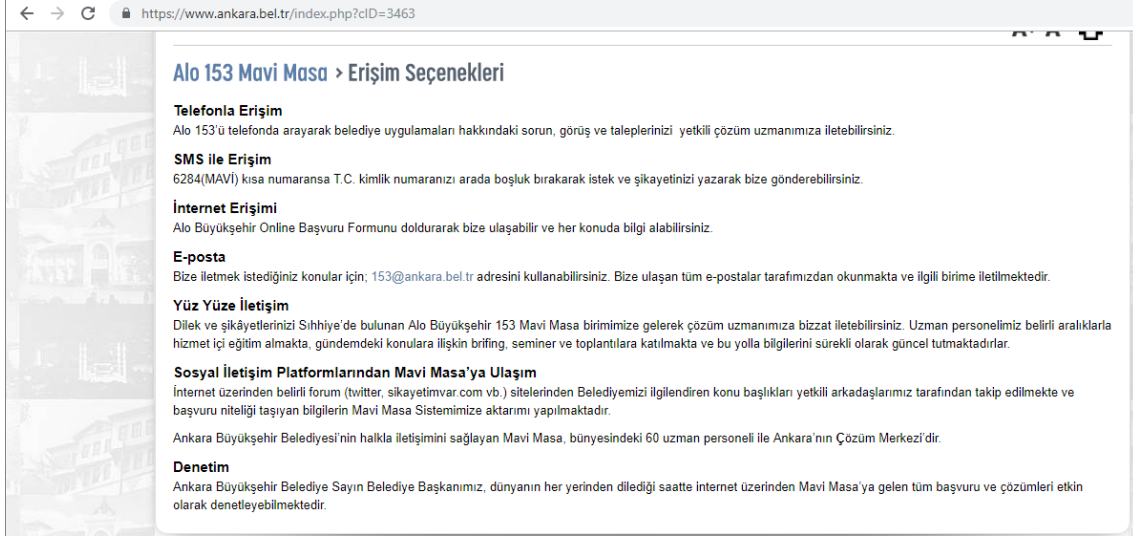 https://www.ankara.bel.tr/index.php?cID=3463
Alo 153 Mavi Masa > Erişim Seçenekleri
Telefonla Erişim
Alo 153'ü telefonda arayarak belediye uygulamaları hakkındaki sorun, görüş ve taleplerinizi yetkili çözüm uzmanımıza iletebilirsiniz.
SMS ile Erişim
6284(MAVİ) kısa numaransa T.C. kimlik numaranızı arada boşluk bırakarak istek ve şikayetinizi yazarak bize gönderebilirsiniz.
İnternet Erişimi
Alo Büyükşehir Online Başvuru Formunu doldurarak bize ulaşabilir ve her konuda bilgi alabilirsiniz.
E-posta
Bize iletmek istediğiniz konular için; 153@ankara.bel.tr adresini kullanabilirsiniz. Bize ulaşan tüm e-postalar tarafımızdan okunmakta ve ilgili birime iletilmektedir.
Yüz Yüze İletişim
Dilek ve şikâyetlerinizi Sıhhiye'de bulunan Alo Büyükşehir 153 Mavi Masa birimimize gelerek çözüm uzmanımıza bizzat iletebilirsiniz. Uzman personelimiz belirli aralıklarla
hizmet içi eğitim almakta, gündemdeki konulara ilişkin brifing, seminer ve toplantılara katılmakta ve bu yolla bilgilerini sürekli olarak güncel tutmaktadırlar.
Sosyal İletişim Platformlarından Mavi Masa'ya Ulaşım
İnternet üzerinden belirli forum (twitter, sikayetimvar.com vb.) sitelerinden Belediyemizi ilgilendiren konu başlıkları yetkili arkadaşlarımız tarafından takip edilmekte ve
başvuru niteliği taşıyan bilgilerin Mavi Masa Sistemimize aktarımı yapılmaktadır.
Ankara Büyükşehir Belediyesi'nin halkla iletişimini sağlayan Mavi Masa, bünyesindeki 60 uzman personeli ile Ankara'nın Çözüm Merkezi'dir.
Denetim
Ankara Büyükşehir Belediye Sayın Belediye Başkanımız, dünyanın her yerinden dilediği saatte internet üzerinden Mavi Masa'ya gelen tüm başvuru ve çözümleri etkin
olarak denetleyebilmektedir.